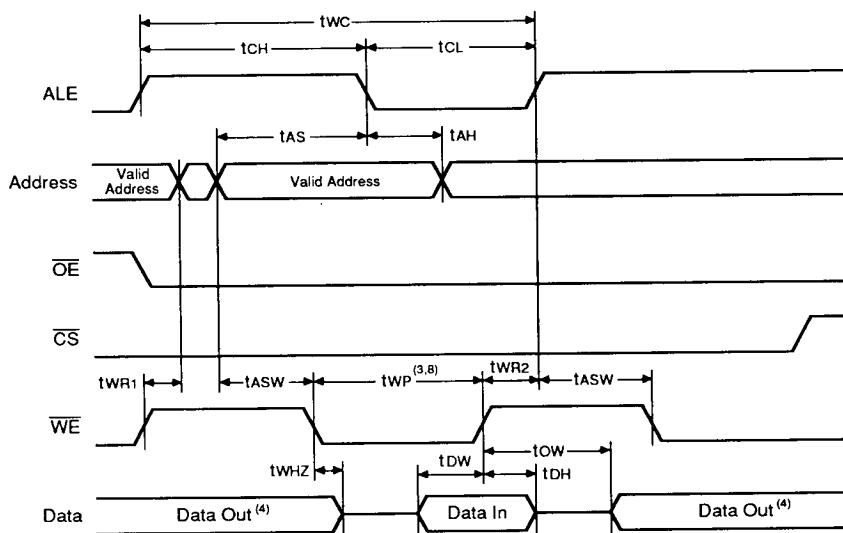 tWC
tCH tCL
ALE
tAS tAH
Address Valid Address Valid Address
OE
CS
tWR1 tASW tWP(3,8) tWR2 tASW
WE
tOW
tWHZ tDW tDH
Data Data Out(4) Data In Data Out(4)